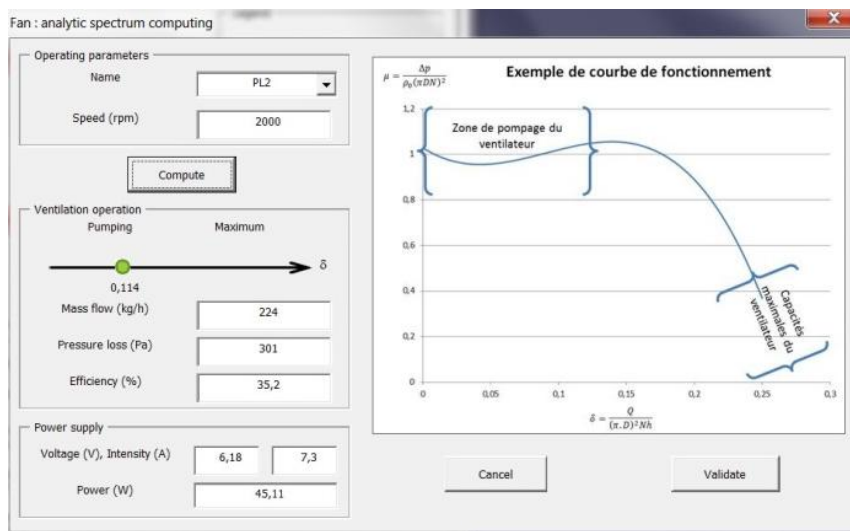 Fan : analytic spectrum computing
Operating parameters
Name
PL2
Speed (rpm)
2000
Compute
Ventilation operation
Pumping Maximum
δ
0,114
Mass flow (kg/h)
224
Pressure loss (Pa)
301
Efficiency (%)
35,2
Power supply
Voltage (V), Intensity (A)
6,18 7,3
Power (W)
45,11
μ = Δp / ρ₀(πDN)²
Exemple de courbe de fonctionnement
Zone de pompage du
ventilateur
Capacités
maximales du
ventilateur
1,2
1
0,8
0,6
0,4
0,2
0
0 0,05 0,1 0,15 0,2 0,25 0,3
δ = Q / (π.D)²Nh
Cancel
Validate